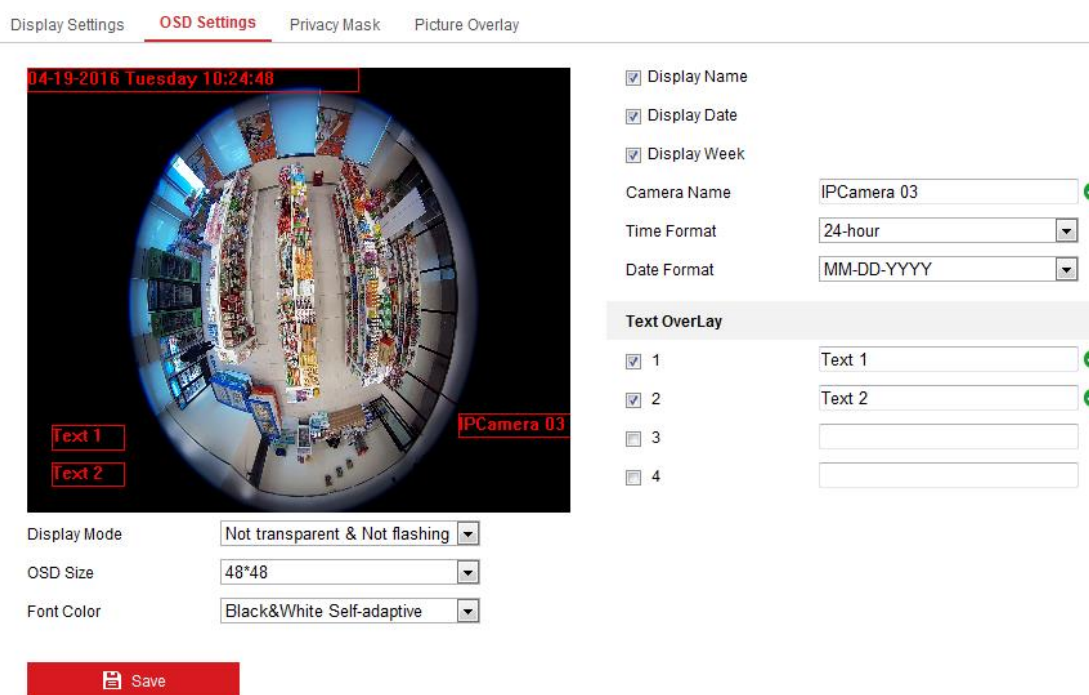 Display Settings OSD Settings Privacy Mask Picture Overlay
04-19-2016 Tuesday 10:24:48
Text 1
Text 2
IPCamera 03
Display Mode Not transparent & Not flashing
OSD Size 48*48
Font Color Black&White Self-adaptive
Save
Display Name
Display Date
Display Week
Camera Name IPCamera 03
Time Format 24-hour
Date Format MM-DD-YYYY
Text OverLay
1 Text 1
2 Text 2
3
4